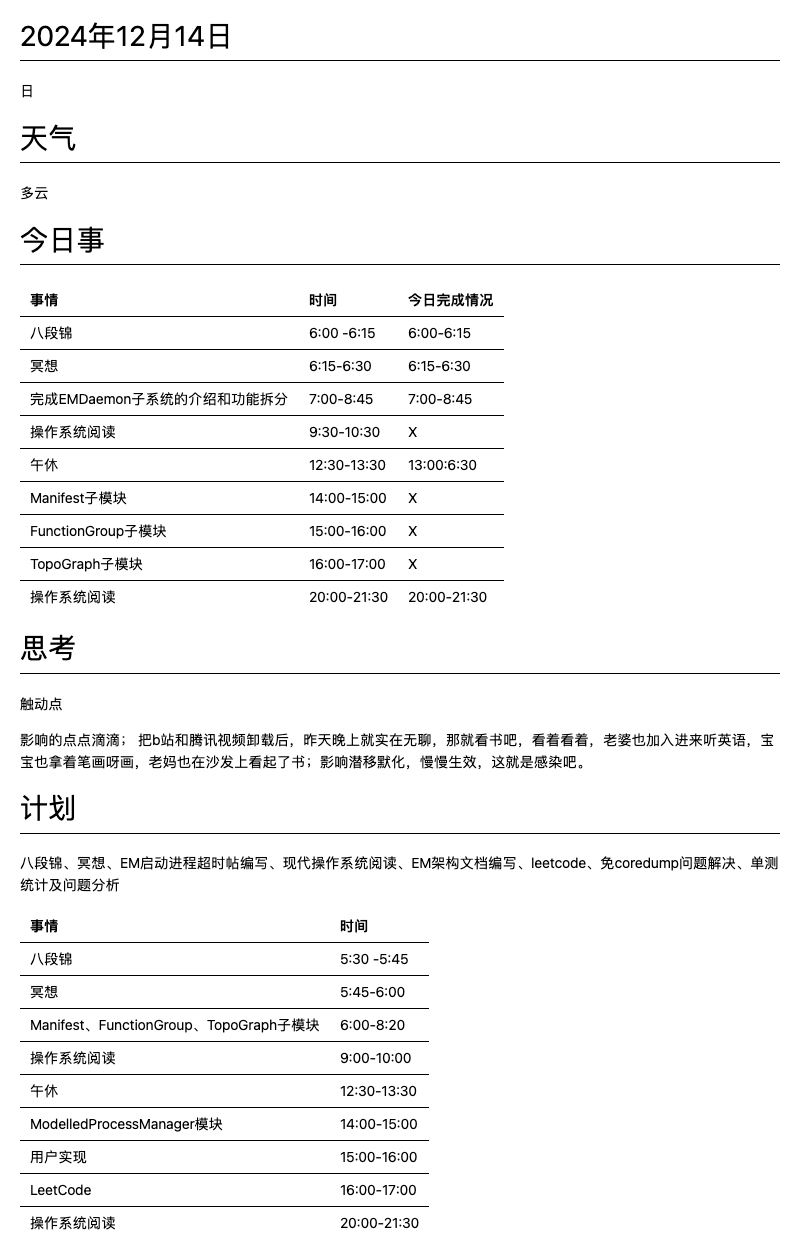 2024年12月14日
日
天气
多云
今日事
事情 时间 今日完成情况
八段锦 6:00 -6:15 6:00-6:15
冥想 6:15-6:30 6:15-6:30
完成EMDaemon子系统的介绍和功能拆分 7:00-8:45 7:00-8:45
操作系统阅读 9:30-10:30 X
午休 12:30-13:30 13:00:6:30
Manifest子模块 14:00-15:00 X
FunctionGroup子模块 15:00-16:00 X
TopoGraph子模块 16:00-17:00 X
操作系统阅读 20:00-21:30 20:00-21:30
思考
触动点
影响的点点滴滴； 把b站和腾讯视频卸载后，昨天晚上就实在无聊，那就看书吧，看着看着，老婆也加入进来听英语，宝
宝也拿着笔画呀画，老妈也在沙发上看起了书；影响潜移默化，慢慢生效，这就是感染吧。
计划
八段锦、冥想、EM启动进程超时帖编写、现代操作系统阅读、EM架构文档编写、leetcode、免coredump问题解决、单测
统计及问题分析
事情 时间
八段锦 5:30 -5:45
冥想 5:45-6:00
Manifest、FunctionGroup、TopoGraph子模块 6:00-8:20
操作系统阅读 9:00-10:00
午休 12:30-13:30
ModelledProcessManager模块 14:00-15:00
用户实现 15:00-16:00
LeetCode 16:00-17:00
操作系统阅读 20:00-21:30